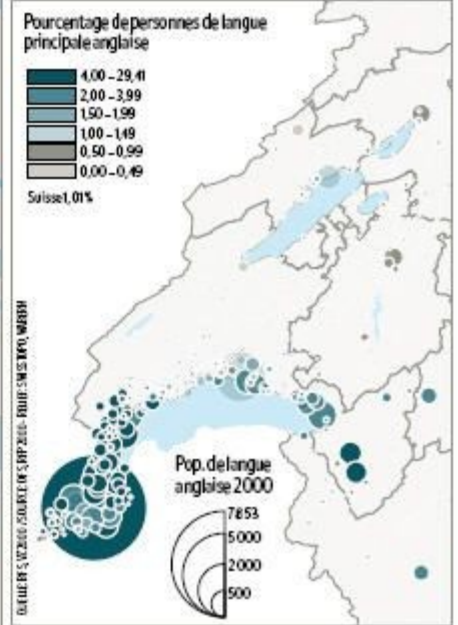 Pourcentage de personnes de langue
principale anglaise
4,00 – 29,41
2,00 – 3,99
1,50 – 1,99
1,00 – 1,49
0,50 – 0,99
0,00 – 0,49
Suisse 1,01%
Pop. de langue
anglaise 2000
7853
5000
2000
500